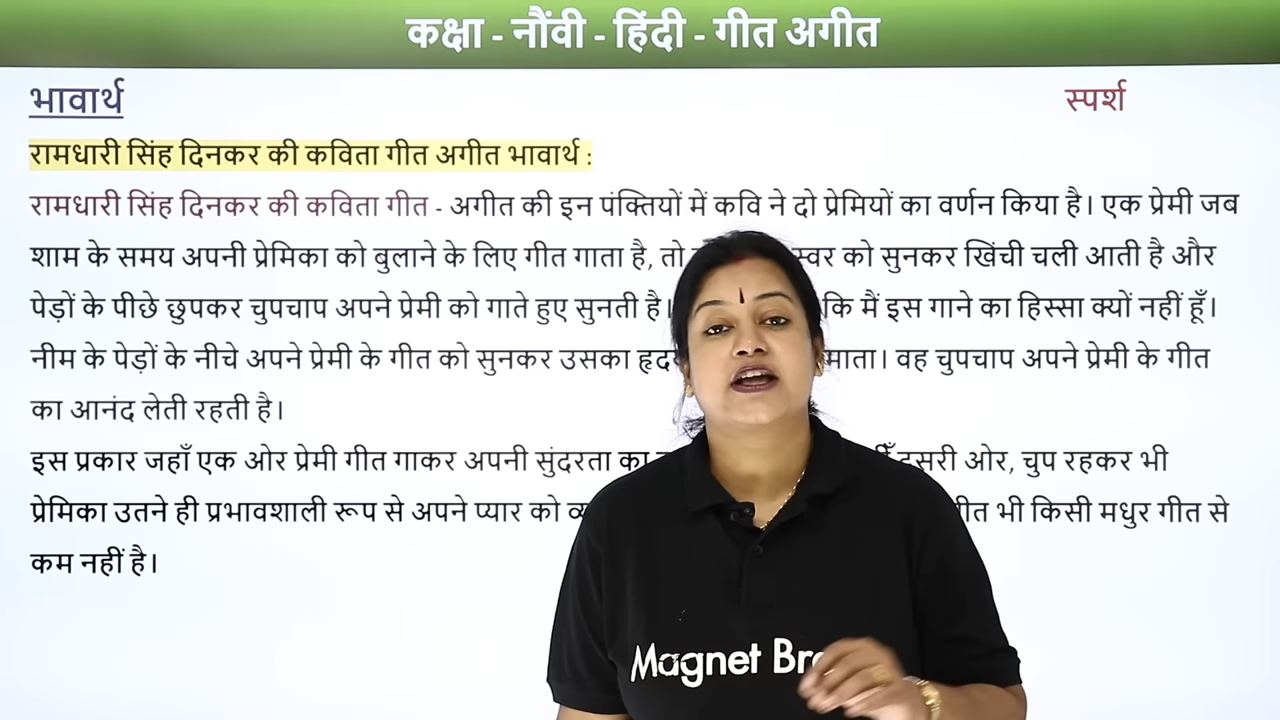 कक्षा - नौंवी - हिंदी - गीत अगीत
भावार्थ
स्पर्श
रामधारी सिंह दिनकर की कविता गीत अगीत भावार्थ :
रामधारी सिंह दिनकर की कविता गीत - अगीत की इन पंक्तियों में कवि ने दो प्रेमियों का वर्णन किया है। एक प्रेमी जब
शाम के समय अपनी प्रेमिका को बुलाने के लिए गीत गाता है, तो स्वर को सुनकर खिंची चली आती है और
पेड़ों के पीछे छुपकर चुपचाप अपने प्रेमी को गाते हुए सुनती है। कि मैं इस गाने का हिस्सा क्यों नहीं हूँ।
नीम के पेड़ों के नीचे अपने प्रेमी के गीत को सुनकर उसका वह चुपचाप अपने प्रेमी के गीत
का आनंद लेती रहती है।
इस प्रकार जहाँ एक ओर प्रेमी गीत गाकर अपनी सुंदरता का दूसरी ओर, चुप रहकर भी
प्रेमिका उतने ही प्रभावशाली रूप से अपने प्यार को भी किसी मधुर गीत से
कम नहीं है।
Magnet